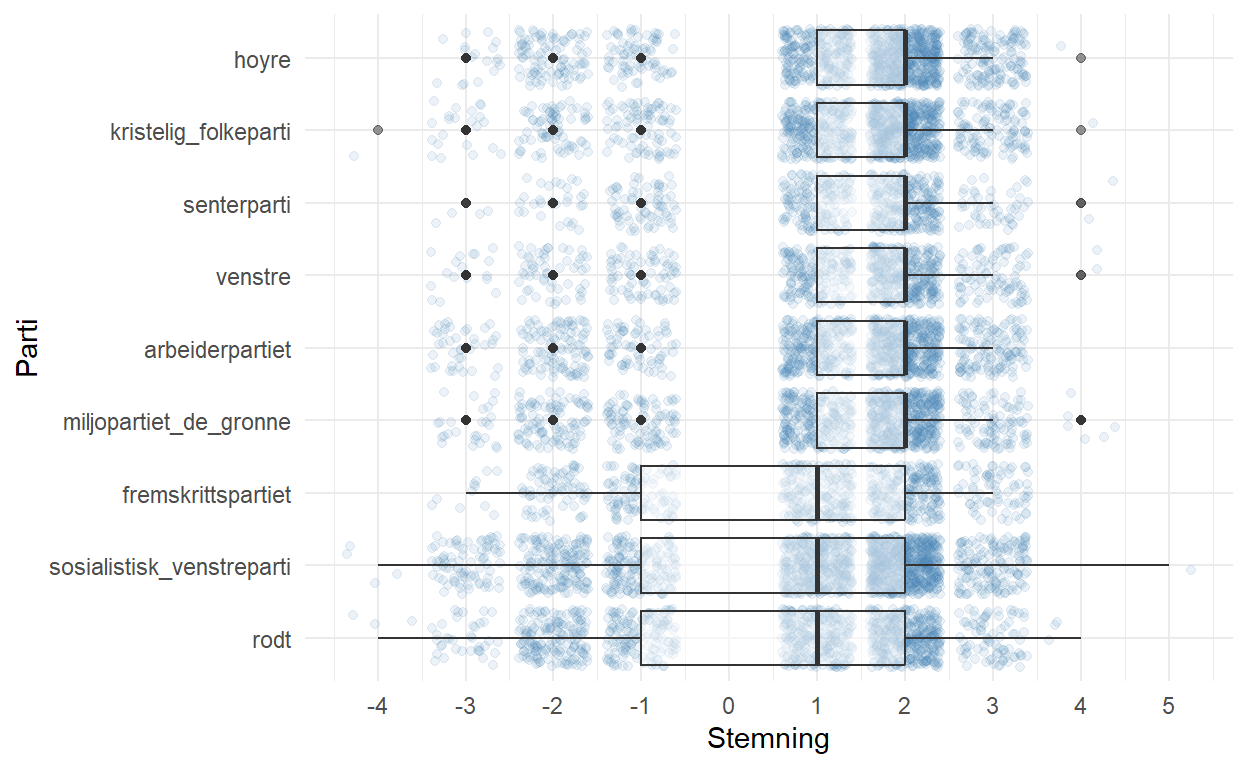 hoyre
kristelig_folkeparti
senterparti
venstre
arbeiderpartiet
miljopartiet_de_gronne
fremskrittspartiet
sosialistisk_venstreparti
rodt
Parti
-4 -3 -2 -1 0 1 2 3 4 5
Stemning